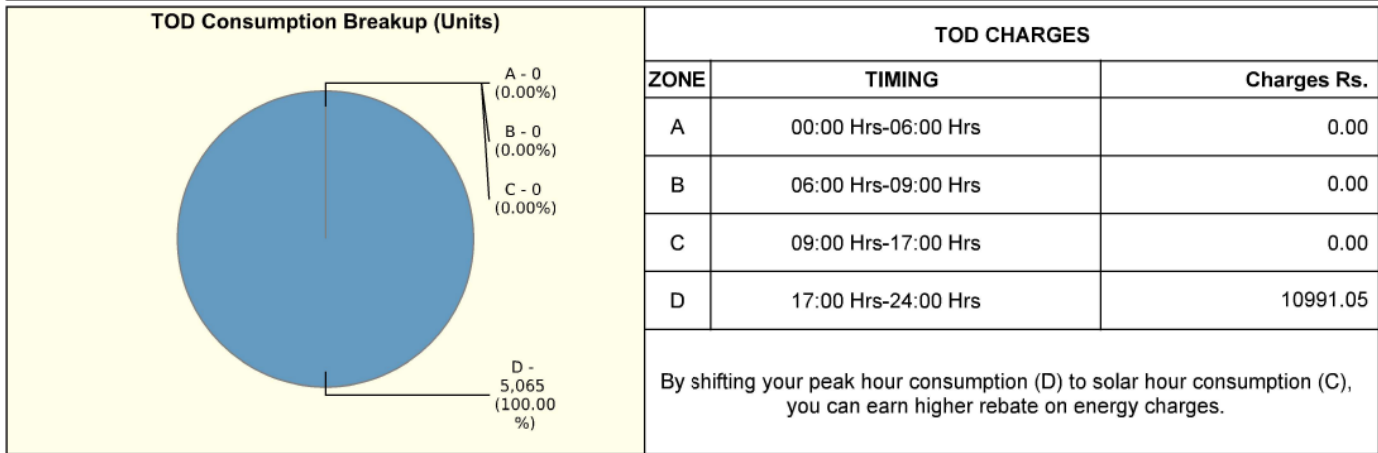 TOD Consumption Breakup (Units)
A - 0
(0.00%)
B - 0
(0.00%)
C - 0
(0.00%)
D -
5,065
(100.00
%)
TOD CHARGES
ZONE TIMING Charges Rs.
A 00:00 Hrs-06:00 Hrs 0.00
B 06:00 Hrs-09:00 Hrs 0.00
C 09:00 Hrs-17:00 Hrs 0.00
D 17:00 Hrs-24:00 Hrs 10991.05
By shifting your peak hour consumption (D) to solar hour consumption (C),
you can earn higher rebate on energy charges.